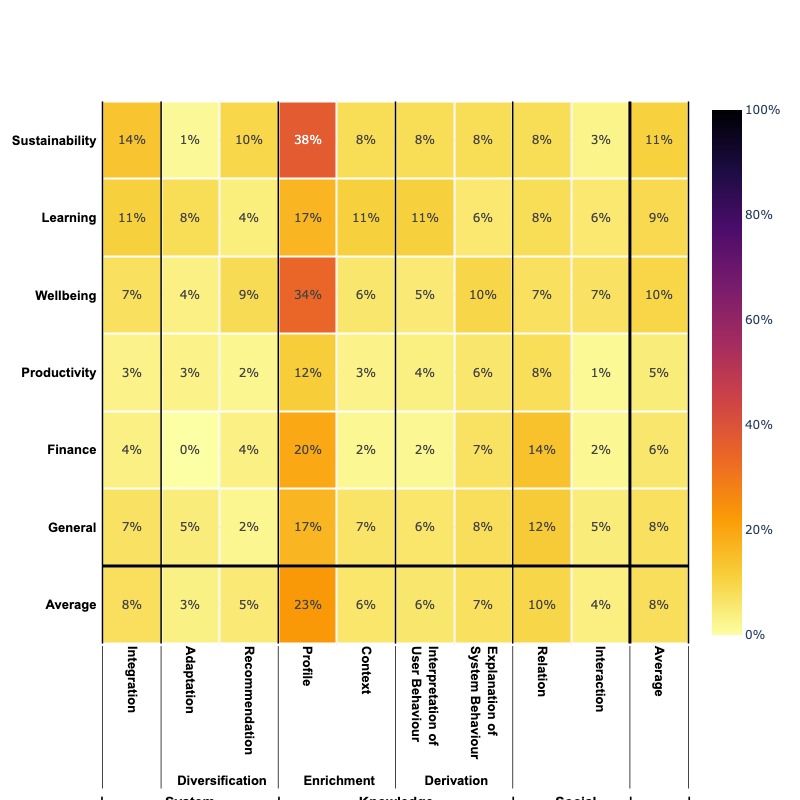 100%
Sustainability 14% 1% 10% 38% 8% 8% 8% 8% 3% 11%
80%
Learning 11% 8% 4% 17% 11% 11% 6% 8% 6% 9%
Wellbeing 7% 4% 9% 34% 6% 5% 10% 7% 7% 10%
60%
Productivity 3% 3% 2% 12% 3% 4% 6% 8% 1% 5%
40%
Finance 4% 0% 4% 20% 2% 2% 7% 14% 2% 6%
20%
General 7% 5% 2% 17% 7% 6% 8% 12% 5% 8%
Average 8% 3% 5% 23% 6% 6% 7% 10% 4% 8%
0%
Integration
Adaptation
Recommendation
Profile
Context
Interpretation of
User Behaviour
Explanation of
System Behaviour
Relation
Interaction
Average
Diversification Enrichment Derivation
System Knowledge Social